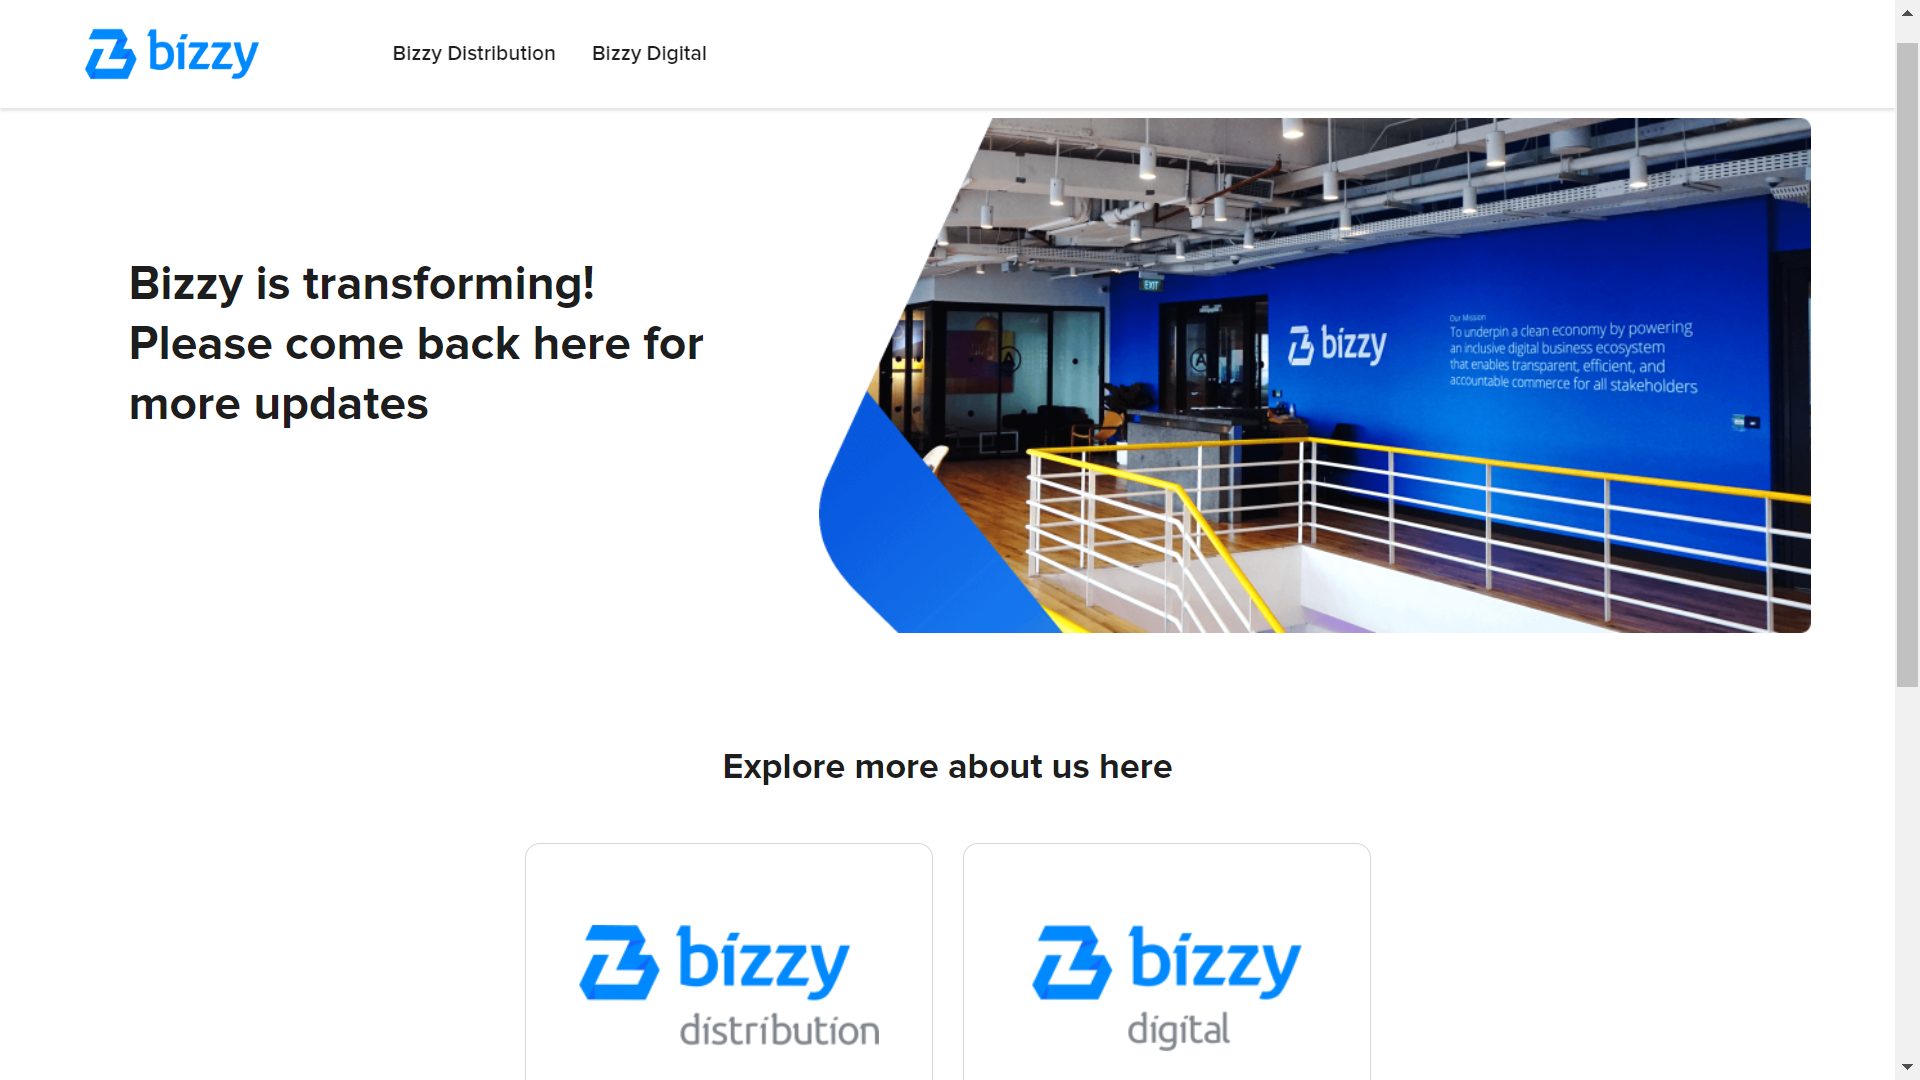 bizzy
Bizzy Distribution
Bizzy Digital
Bizzy is transforming!
Please come back here for
more updates
EXIT
bizzy
Our Mission
To underpin a clean economy by powering
an inclusive digital business ecosystem
that enables transparent, efficient, and
accountable commerce for all stakeholders
Explore more about us here
bizzy
distribution
bizzy
digital